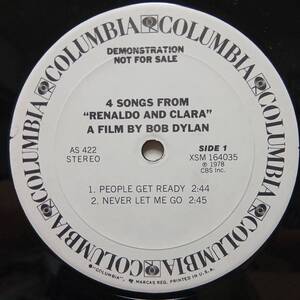 COLUMBIA COLUMBIA COLUMBIA COLUMBIA COLUMBIA COLUMBIA
DEMONSTRATION
NOT FOR SALE
4 SONGS FROM
"RENALDO AND CLARA"
A FILM BY BOB DYLAN
AS 422
STEREO
SIDE 1
XSM 164035
℗ 1978
CBS Inc.
1. PEOPLE GET READY 2:44
2. NEVER LET ME GO 2:45
"COLUMBIA", MARCAS REG. PRINTED IN U.S.A.